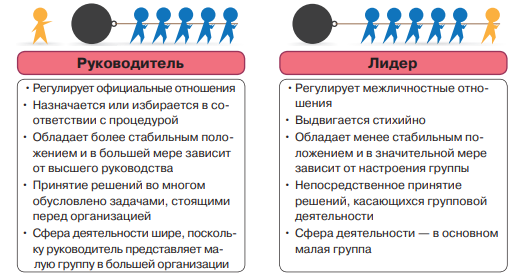 Руководитель
• Регулирует официальные отношения
• Назначается или избирается в со-
ответствии с процедурой
• Обладает более стабильным поло-
жением и в большей мере зависит
от высшего руководства
• Принятие решений во многом
обусловлено задачами, стоящими
перед организацией
• Сфера деятельности шире, посколь-
ку руководитель представляет ма-
лую группу в большей организации
Лидер
• Регулирует межличностные отно-
шения
• Выдвигается стихийно
• Обладает менее стабильным по-
ложением и в значительной мере
зависит от настроения группы
• Непосредственное принятие
решений, касающихся групповой
деятельности
• Сфера деятельности — в основном
малая группа